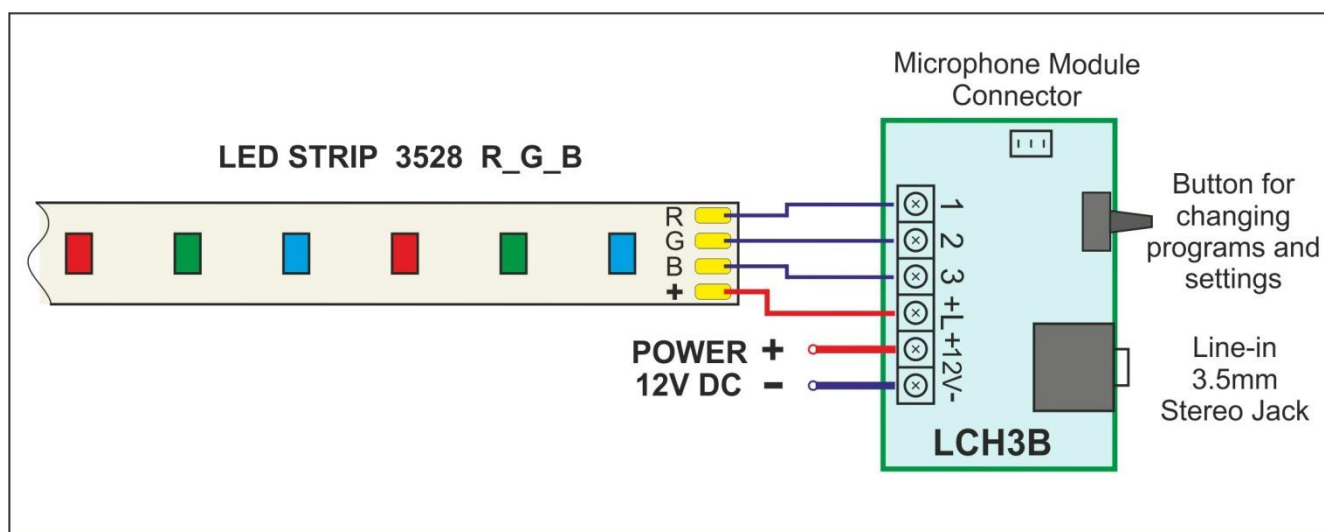 Microphone Module
Connector
LED STRIP 3528 R_G_B
R
G
B
+
1
2
3
+L
+12V-
POWER +
12V DC -
Button for
changing
programs and
settings
Line-in
3.5mm
Stereo Jack
LCH3B